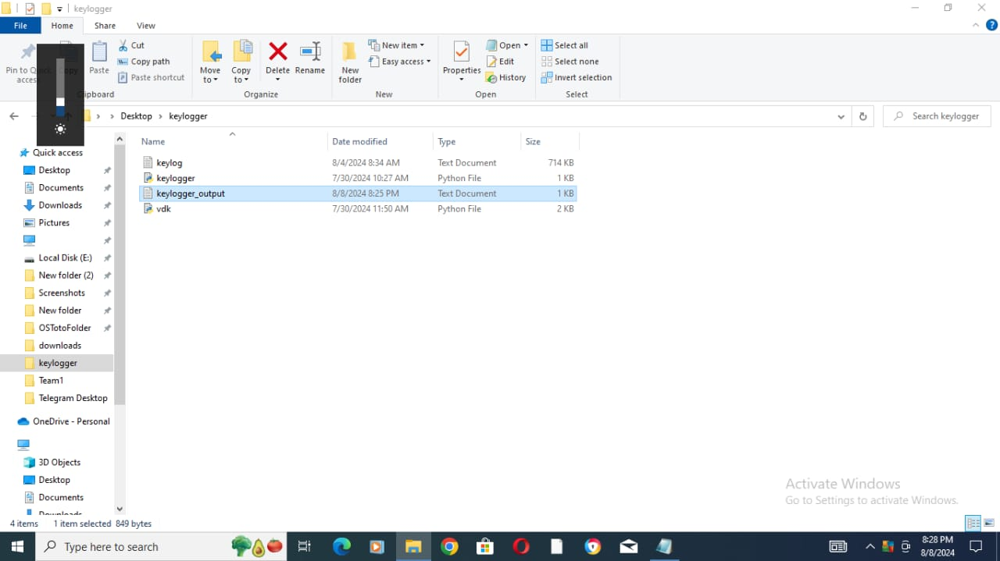 keylogger
File Home Share View
Pin to Quick access
Copy
Paste
Cut
Copy path
Paste shortcut
Clipboard
Move to
Copy to
Delete
Rename
Organize
New folder
New item
Easy access
New
Properties
Open
Edit
History
Open
Select all
Select none
Invert selection
Select
Desktop › keylogger
Search keylogger
Name Date modified Type Size
keylog 8/4/2024 8:34 AM Text Document 714 KB
keylogger 7/30/2024 10:27 AM Python File 1 KB
keylogger_output 8/8/2024 8:25 PM Text Document 1 KB
vdk 7/30/2024 11:50 AM Python File 2 KB
Quick access
Desktop
Documents
Downloads
Pictures
Local Disk (E:)
New folder (2)
Screenshots
New folder
OSTotoFolder
downloads
keylogger
Team1
Telegram Desktop
OneDrive - Personal
3D Objects
Desktop
Documents
Downloads
Activate Windows
Go to Settings to activate Windows.
4 items 1 item selected 849 bytes
Type here to search
8:28 PM
8/8/2024